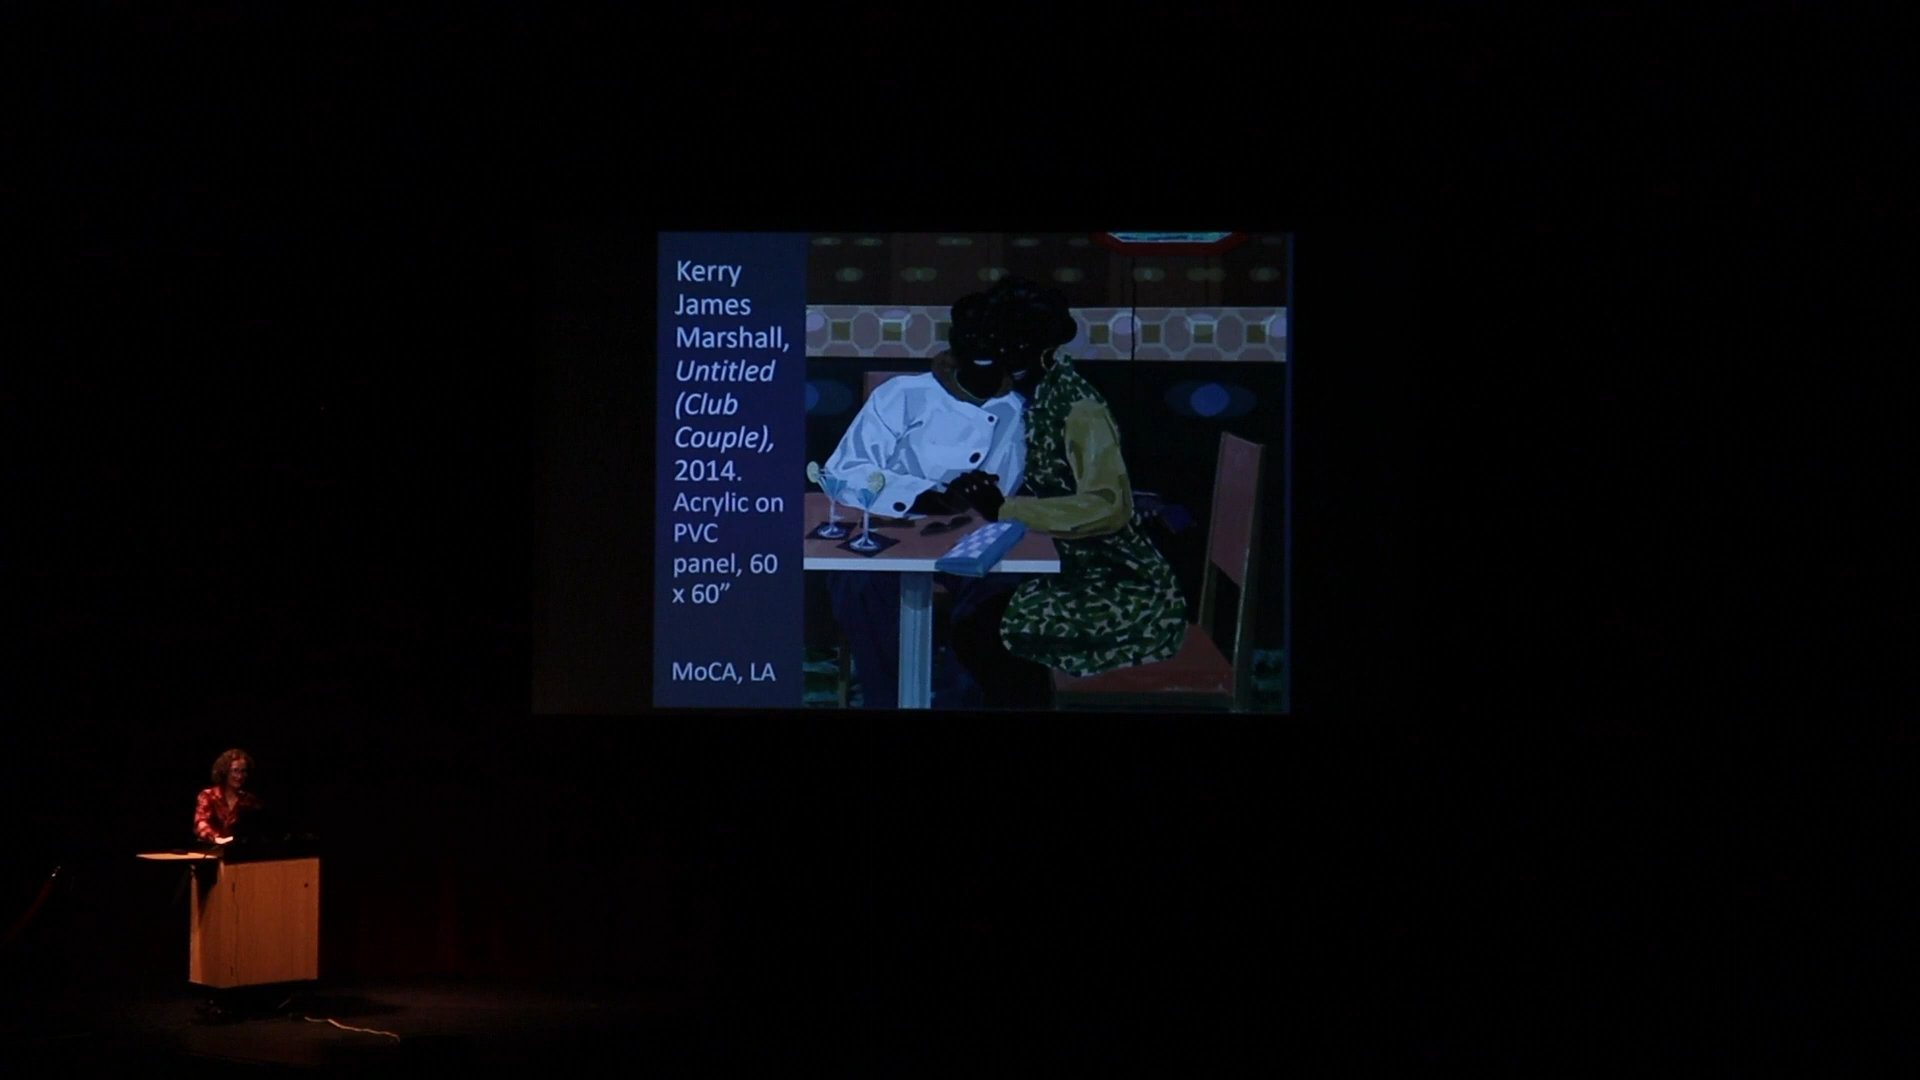 Kerry
James
Marshall,
Untitled
(Club
Couple),
2014.
Acrylic on
PVC
panel, 60
x 60”
MoCA, LA